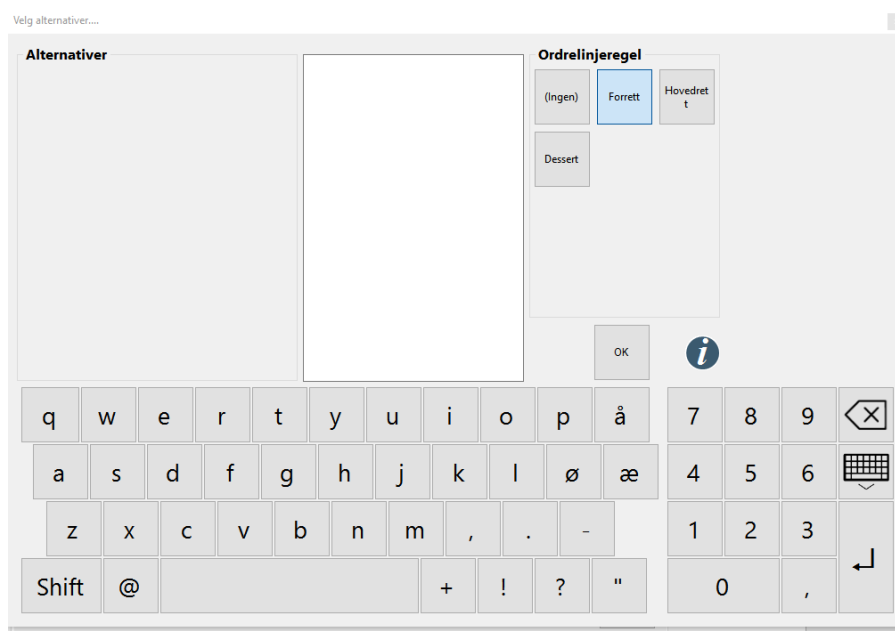 Velg alternativer....
Alternativer
Ordrelinjeregel
(Ingen)
Forrett
Hovedret
t
Dessert
OK
i
q w e r t y u i o p å 7 8 9
a s d f g h j k l ø æ 4 5 6
z x c v b n m , . - 1 2 3
Shift @ + ! ? " 0 ,